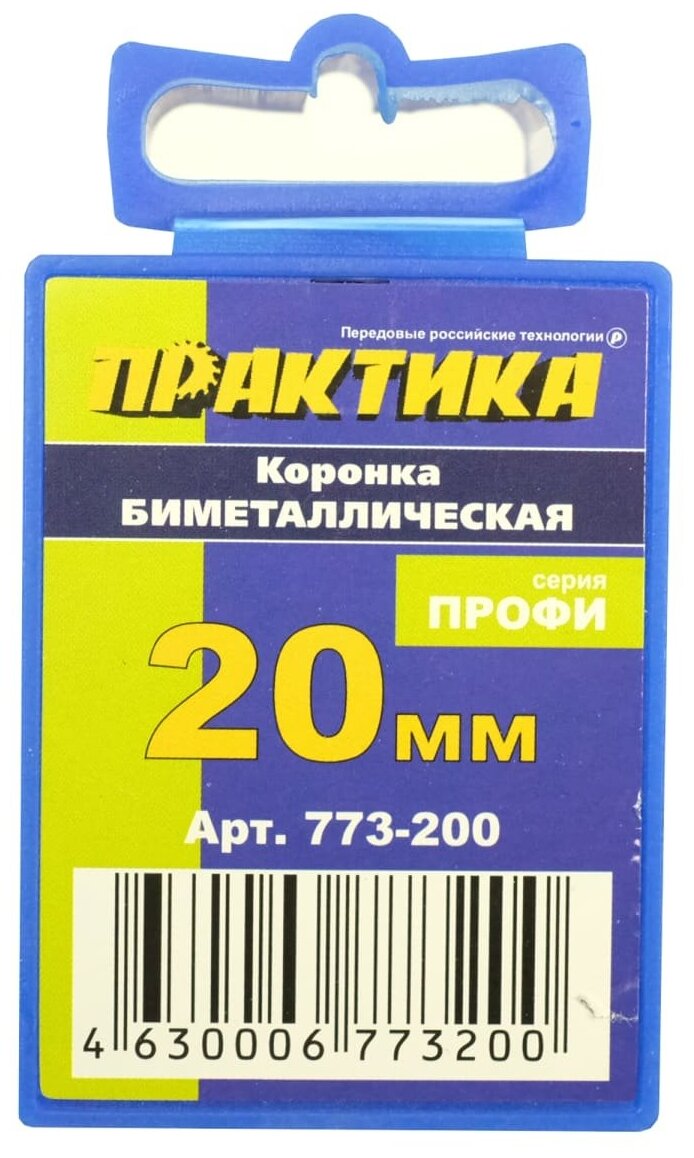 Передовые российские технологии
ПРАКТИКА
Коронка
БИМЕТАЛЛИЧЕСКАЯ
серия
ПРОФИ
20мм
Арт. 773-200
4 630006 773200